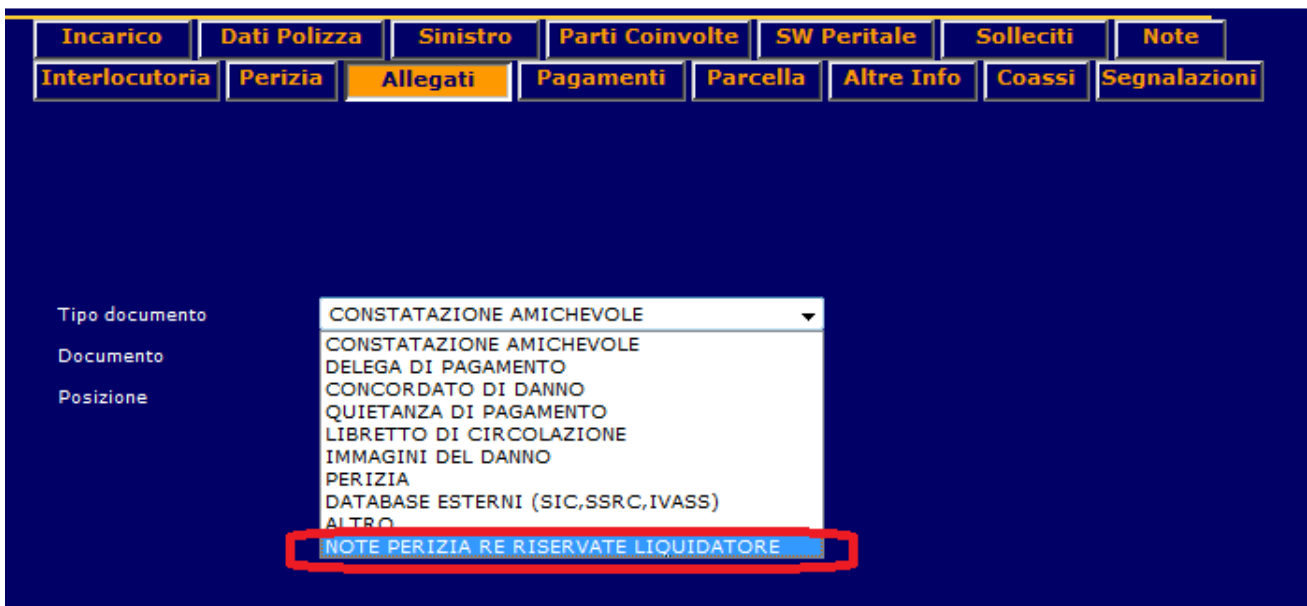 Incarico Dati Polizza Sinistro Parti Coinvolte SW Peritale Solleciti Note
Interlocutoria Perizia Allegati Pagamenti Parcella Altre Info Coassi Segnalazioni
Tipo documento CONSTATAZIONE AMICHEVOLE
CONSTATAZIONE AMICHEVOLE
Documento
DELEGA DI PAGAMENTO
CONCORDATO DI DANNO
Posizione
QUIETANZA DI PAGAMENTO
LIBRETTO DI CIRCOLAZIONE
IMMAGINI DEL DANNO
PERIZIA
DATABASE ESTERNI (SIC,SSRC,IVASS)
ALTRO
NOTE PERIZIA RE RISERVATE LIQUIDATORE